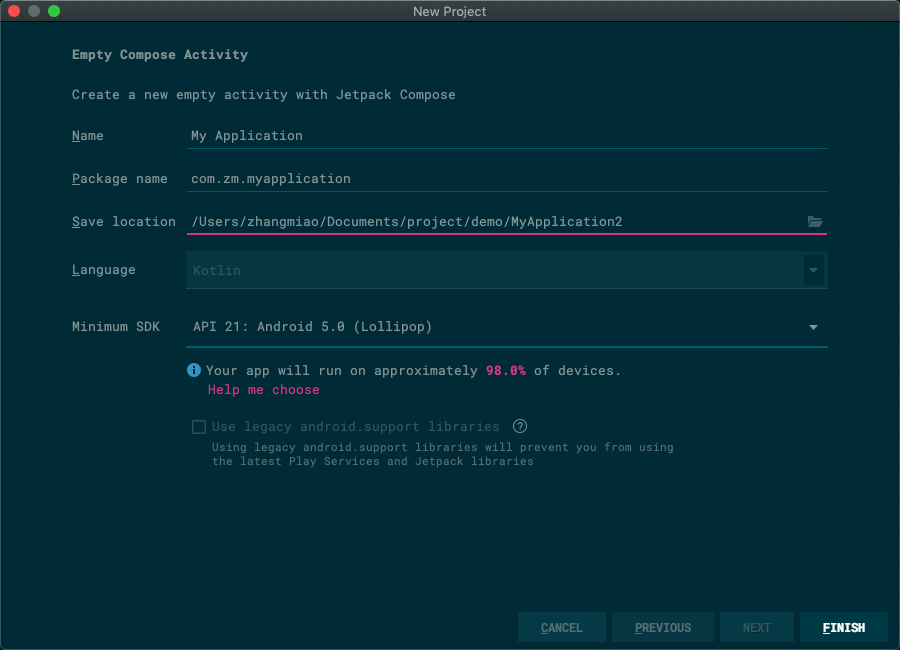 New Project
Empty Compose Activity
Create a new empty activity with Jetpack Compose
Name My Application
Package name com.zm.myapplication
Save location /Users/zhangmiao/Documents/project/demo/MyApplication2
Language Kotlin
Minimum SDK API 21: Android 5.0 (Lollipop)
i Your app will run on approximately 98.0% of devices.
Help me choose
Use legacy android.support libraries ?
Using legacy android.support libraries will prevent you from using
the latest Play Services and Jetpack libraries
CANCEL PREVIOUS NEXT FINISH